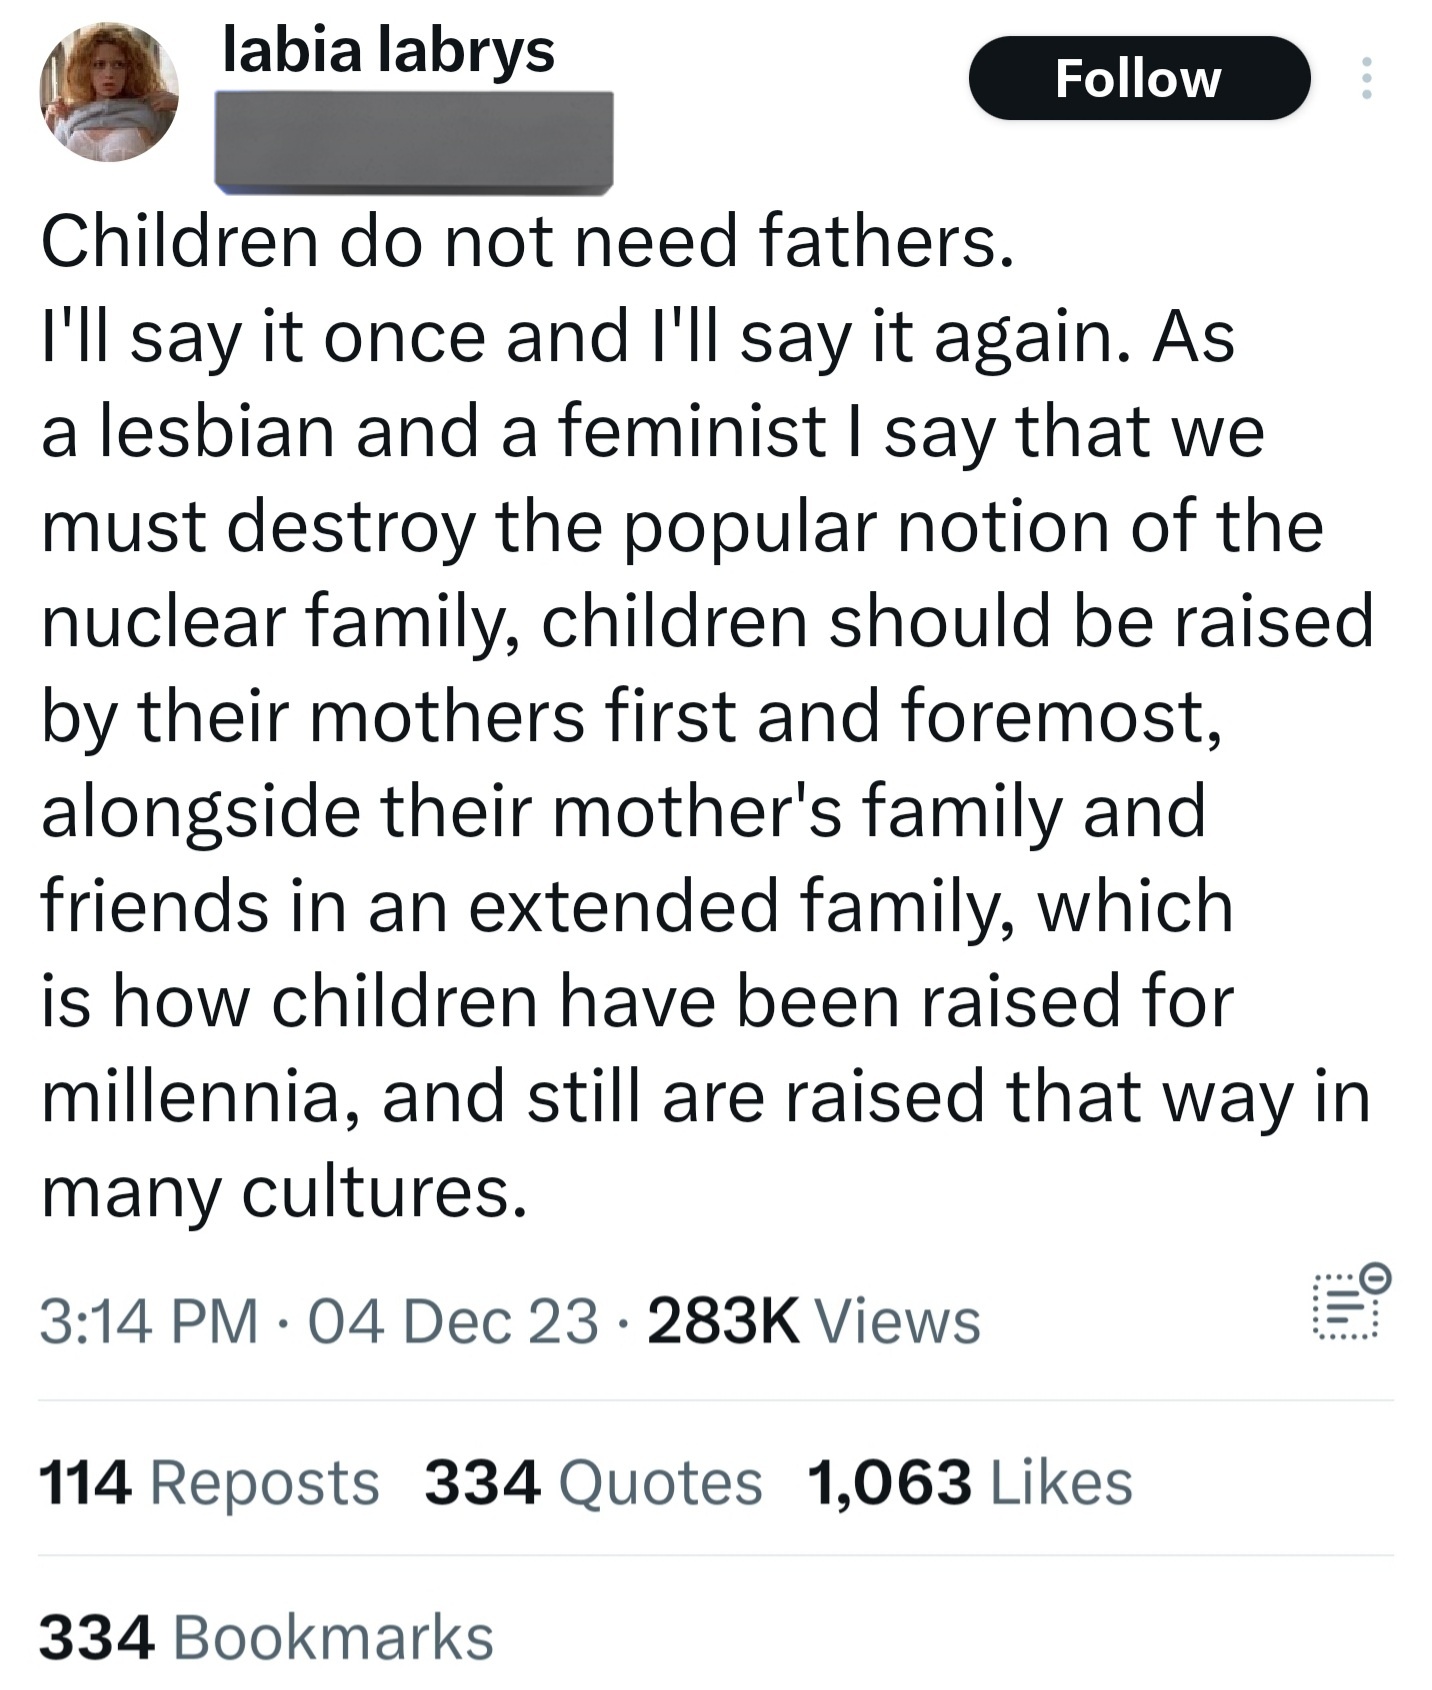 labia labrys
Follow
Children do not need fathers.
I'll say it once and I'll say it again. As
a lesbian and a feminist I say that we
must destroy the popular notion of the
nuclear family, children should be raised
by their mothers first and foremost,
alongside their mother's family and
friends in an extended family, which
is how children have been raised for
millennia, and still are raised that way in
many cultures.
3:14 PM · 04 Dec 23 · 283K Views
114 Reposts 334 Quotes 1,063 Likes
334 Bookmarks